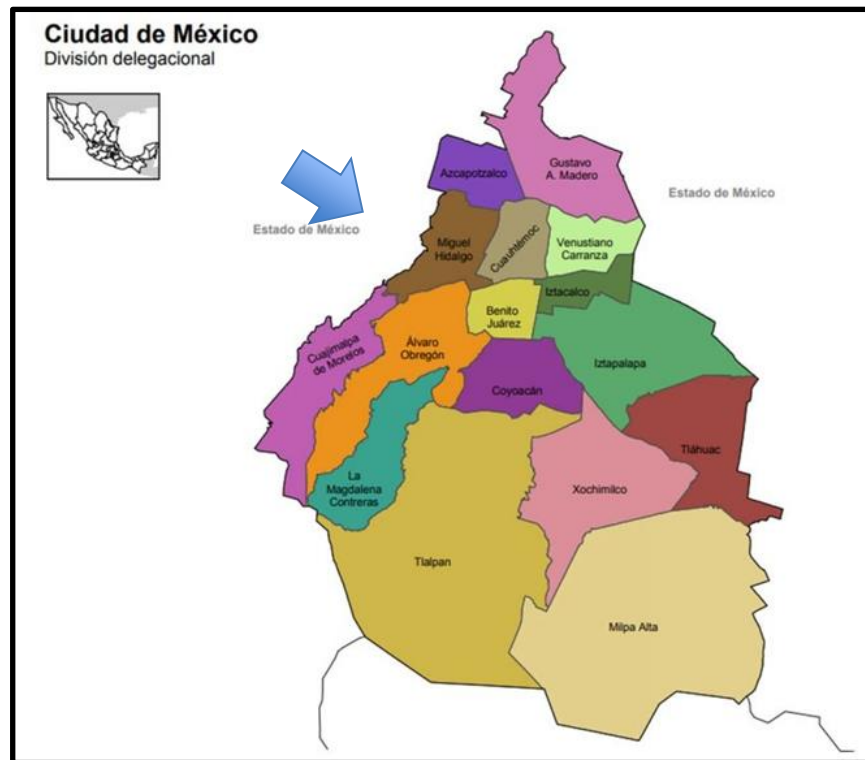 Ciudad de México
División delegacional
Gustavo
A. Madero
Azcapotzalco
Estado de México
Estado de México
Miguel
Hidalgo
Cuauhtémoc
Venustiano
Carranza
Iztacalco
Benito
Juárez
Cuajimalpa
de Morelos
Álvaro
Obregón
Iztapalapa
Coyoacán
Tláhuac
La
Magdalena
Contreras
Xochimilco
Tlalpan
Milpa Alta